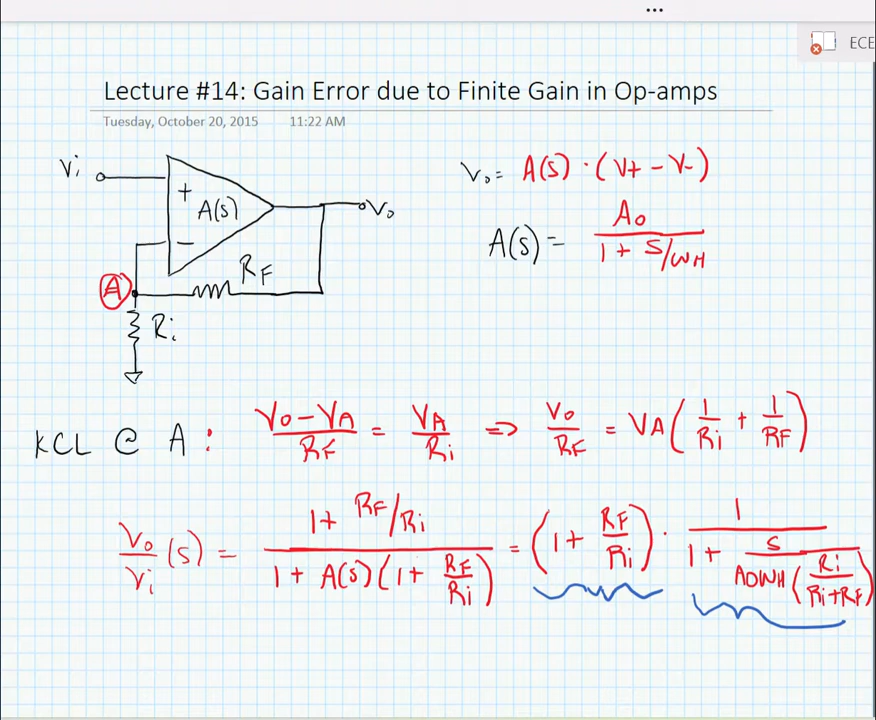 ...
ECE
Lecture #14: Gain Error due to Finite Gain in Op-amps
Tuesday, October 20, 2015 11:22 AM
Vi
+
A(s)
−
Vo
RF
A
Ri
Vo = A(s) · (V+ − V−)
A(s) = Ao / (1 + s/ωH)
KCL @ A : (Vo − VA)/RF = VA/Ri => Vo/RF = VA(1/Ri + 1/RF)
Vo/Vi (s) = (1 + RF/Ri) / (1 + A(s)(1 + RF/Ri)) = (1 + RF/Ri) · 1 / (1 + s / (AoωH(Ri/(Ri+RF))))